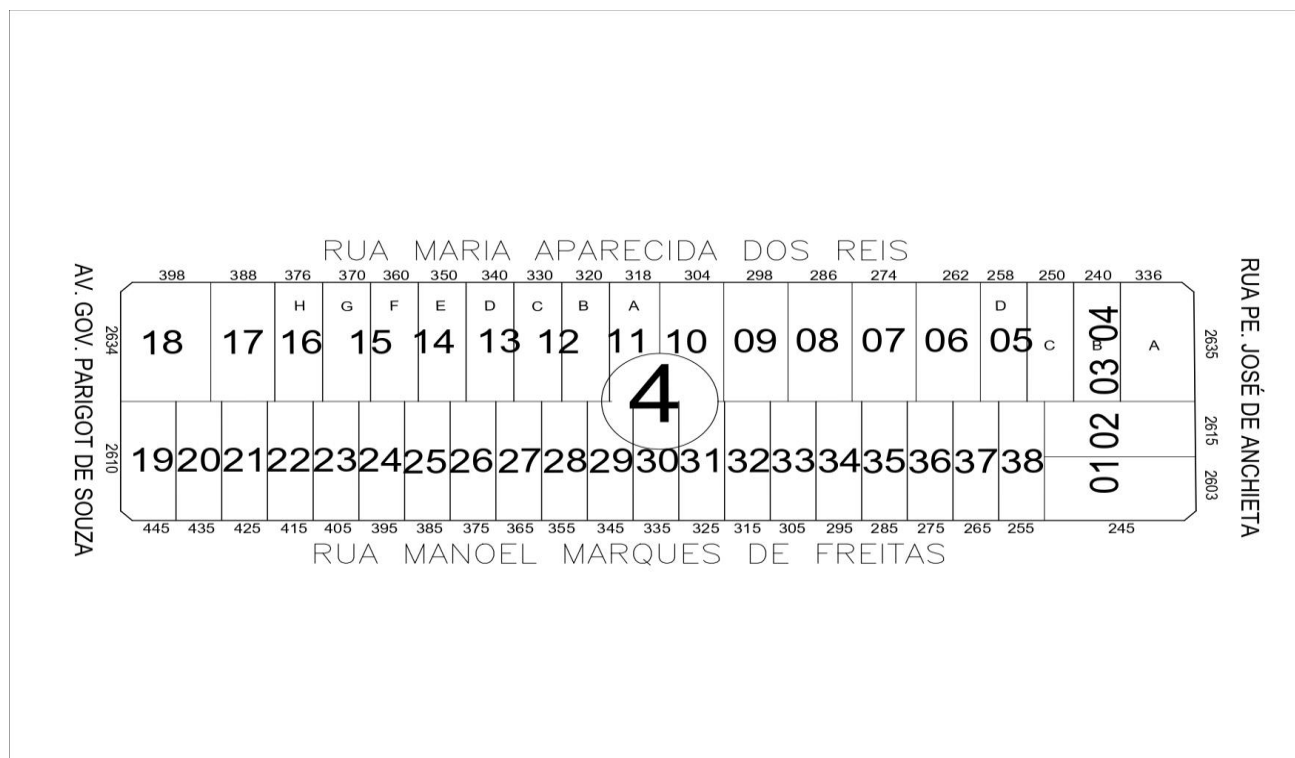 RUA MARIA APARECIDA DOS REIS
398 388 376 370 360 350 340 330 320 318 304 298 286 274 262 258 250 240 336
H G F E D C B A D
18 17 16 15 14 13 12 11 10 09 08 07 06 05 C B A
03 04
AV. GOV. PARIGOT DE SOUZA
2634
2610
4
RUA PE. JOSÉ DE ANCHIETA
2635
2615
2603
19 20 21 22 23 24 25 26 27 28 29 30 31 32 33 34 35 36 37 38
01 02
445 435 425 415 405 395 385 375 365 355 345 335 325 315 305 295 285 275 265 255 245
RUA MANOEL MARQUES DE FREITAS